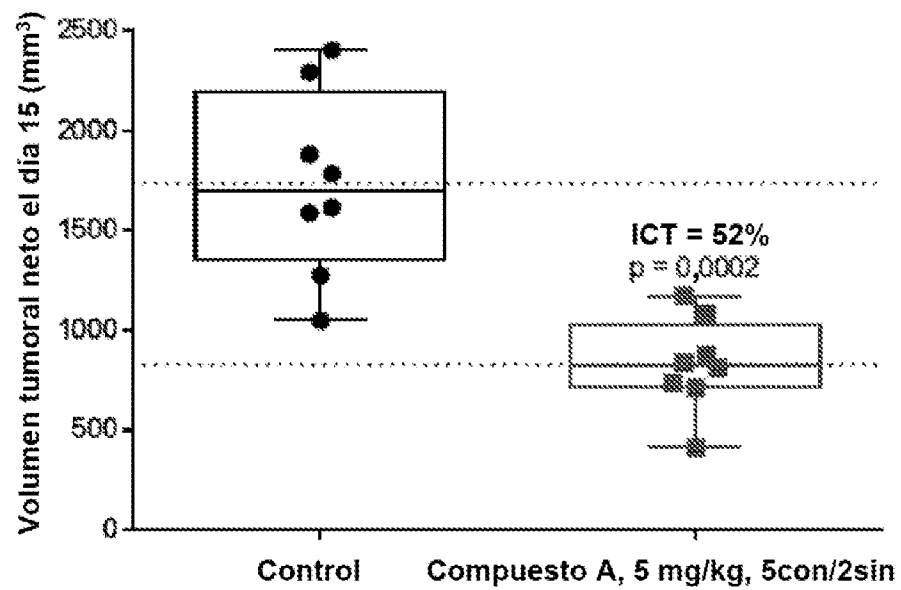 Volumen tumoral neto el día 15 (mm³)
2500
2000
1500
1000
500
0
ICT = 52%
p = 0,0002
Control
Compuesto A, 5 mg/kg, 5con/2sin